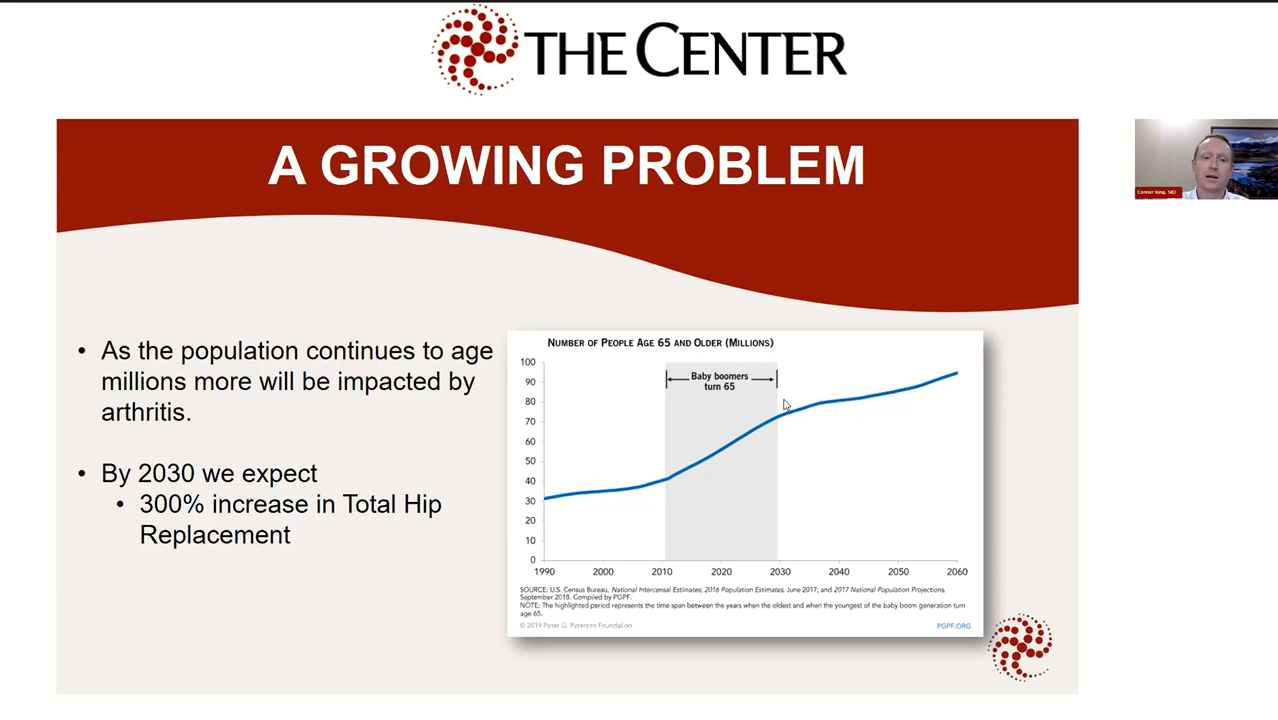 THE CENTER
A GROWING PROBLEM
Conner King, MD
• As the population continues to age
millions more will be impacted by
arthritis.
• By 2030 we expect
• 300% increase in Total Hip
Replacement
NUMBER OF PEOPLE AGE 65 AND OLDER (MILLIONS)
100
90
80
70
60
50
40
30
20
10
0
Baby boomers
turn 65
1990 2000 2010 2020 2030 2040 2050 2060
SOURCE: U.S. Census Bureau, National Intercensal Estimates; 2016 Population Estimates, June 2017; and 2017 National Population Projections,
September 2018. Compiled by PGPF.
NOTE: The highlighted period represents the time span between the years when the oldest and when the youngest of the baby boom generation turn
age 65.
© 2019 Peter G. Peterson Foundation PGPF.ORG